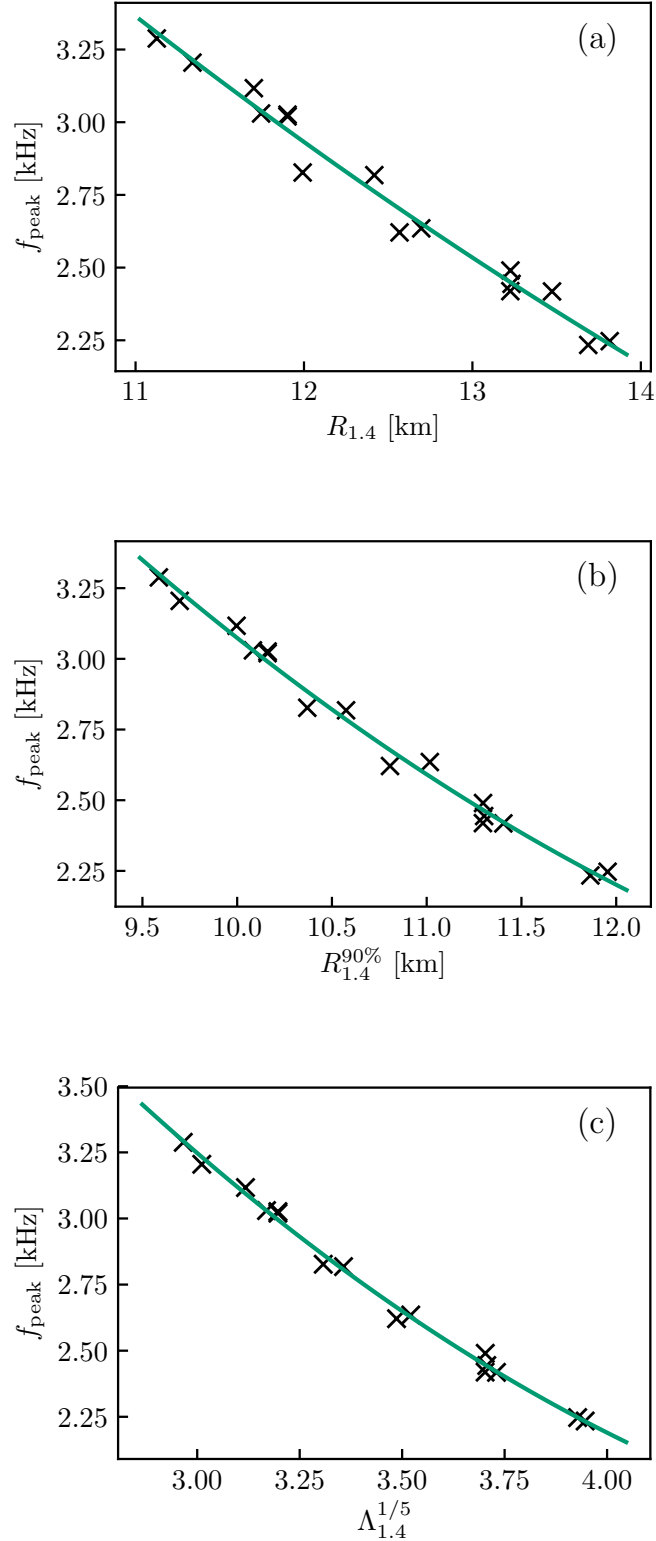 (a)
3.25
3.00
2.75
2.50
2.25
f_peak [kHz]
11 12 13 14
R_1.4 [km]
(b)
3.25
3.00
2.75
2.50
2.25
f_peak [kHz]
9.5 10.0 10.5 11.0 11.5 12.0
R_1.4^90% [km]
(c)
3.50
3.25
3.00
2.75
2.50
2.25
f_peak [kHz]
3.00 3.25 3.50 3.75 4.00
Λ_1.4^1/5